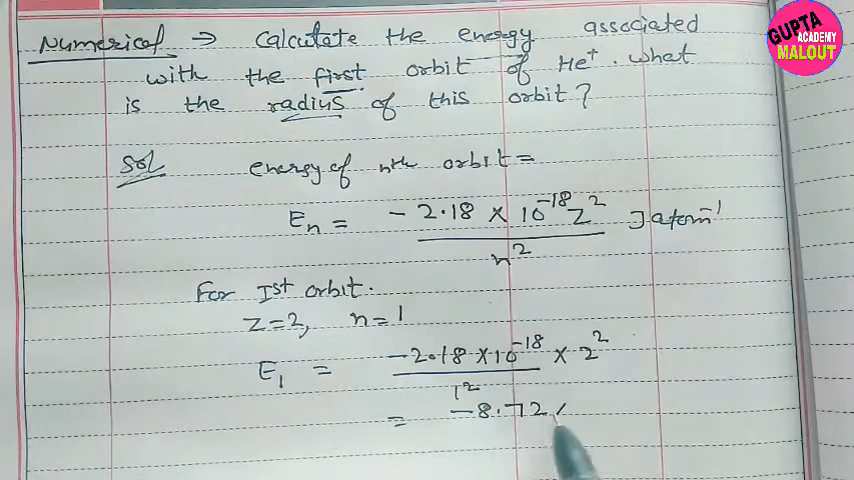 GUPTA
ACADEMY
MALOUT
Numerical → Calculate the energy associated
with the first orbit of He⁺. what
is the radius of this orbit?
Sol energy of nth orbit =
Eₙ = - 2.18 × 10⁻¹⁸ Z² J atom⁻¹
n²
For Ist orbit.
Z=2, n=1
E₁ = -2.18 × 10⁻¹⁸ × 2²
1²
= -8.72